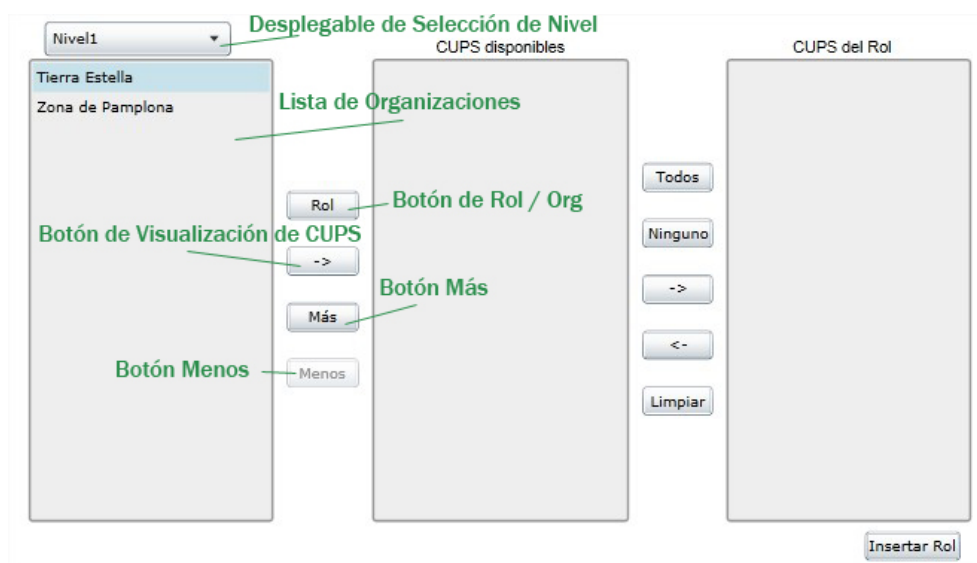 Desplegable de Selección de Nivel
Nivel1
CUPS disponibles
CUPS del Rol
Tierra Estella
Zona de Pamplona
Lista de Organizaciones
Todos
Rol
Botón de Rol / Org
Botón de Visualización de CUPS
Ninguno
->
Botón Más
->
Más
<-
Botón Menos
Menos
Limpiar
Insertar Rol